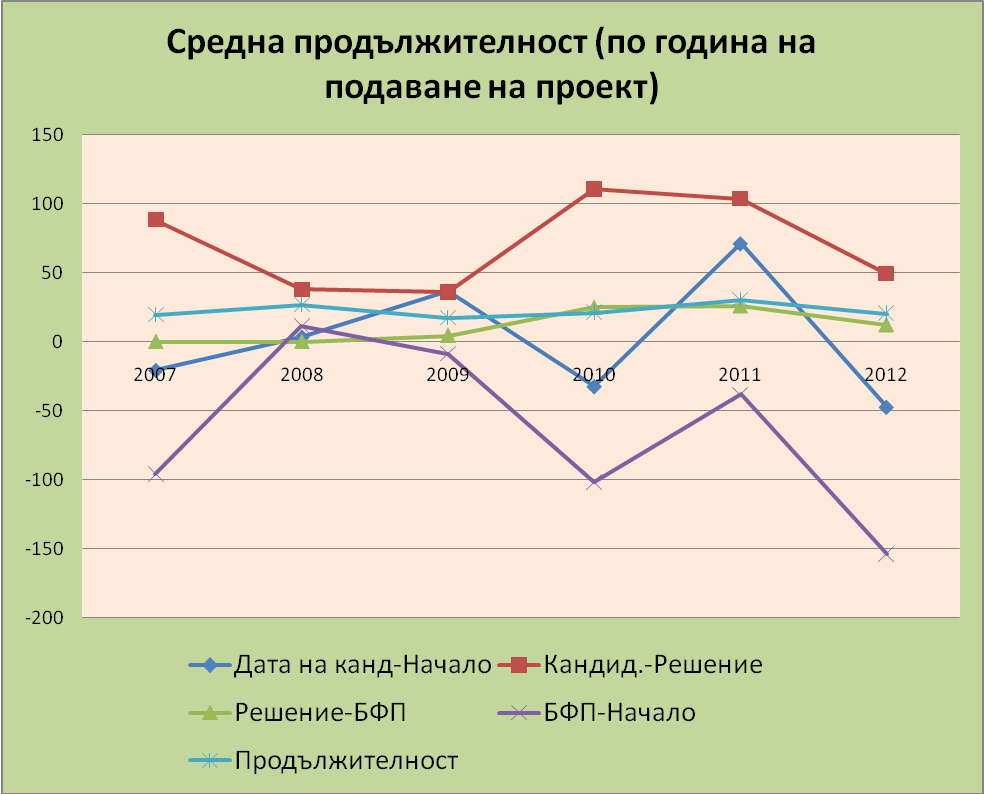 Средна продължителност (по година на
подаване на проект)
150
100
50
0
-50
-100
-150
-200
2007 2008 2009 2010 2011 2012
Дата на канд-Начало Кандид.-Решение
Решение-БФП БФП-Начало
Продължителност